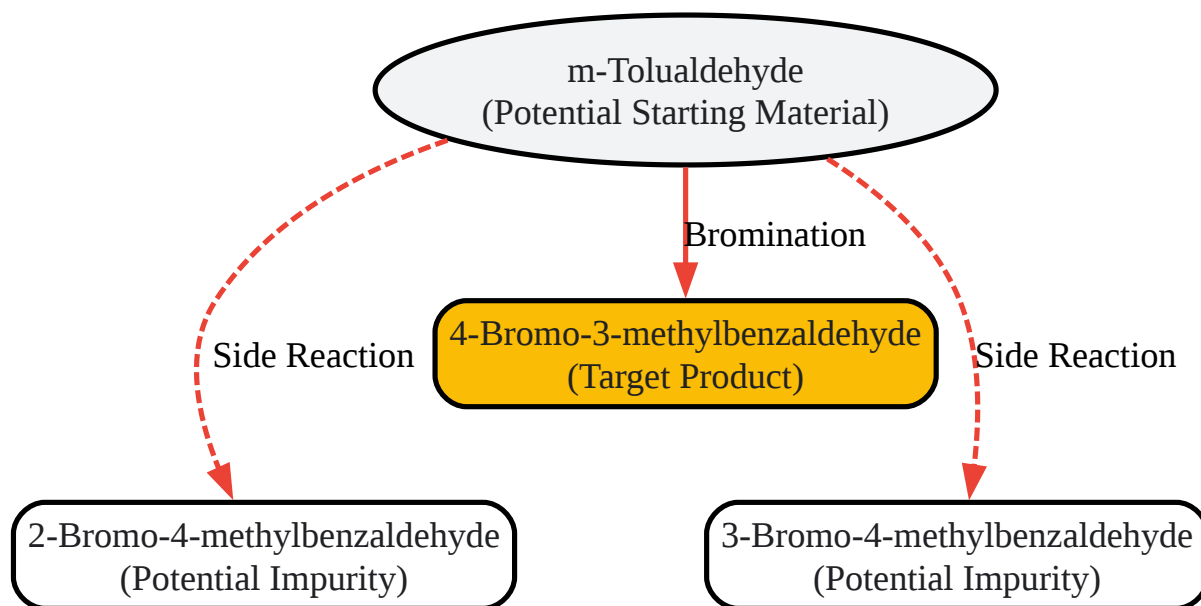 m-Tolualdehyde
(Potential Starting Material)
Bromination
4-Bromo-3-methylbenzaldehyde
(Target Product)
Side Reaction
Side Reaction
2-Bromo-4-methylbenzaldehyde
(Potential Impurity)
3-Bromo-4-methylbenzaldehyde
(Potential Impurity)